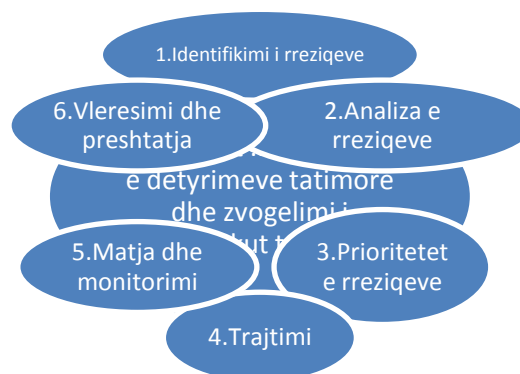 1.Identifikimi i rreziqeve
6.Vleresimi dhe
preshtatja
2.Analiza e
rreziqeve
e detyrimeve tatimore
dhe zvogelimi i
5.Matja dhe
monitorimi
3.Prioritetet
e rreziqeve
4.Trajtimi